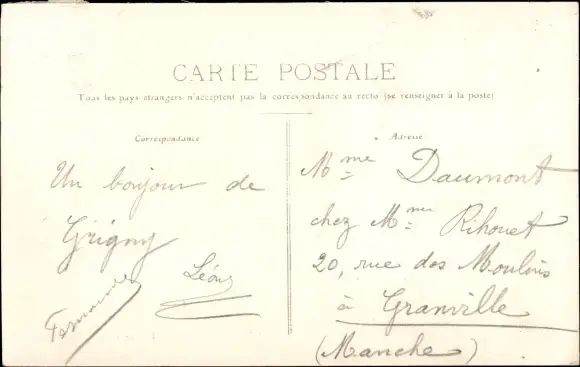 CARTE POSTALE
Tous les pays étrangers n'acceptent pas la correspondance au recto (se renseigner à la poste)
Correspondance
Un bonjour de
Grigny
Léon
Fernande
Adresse
Mme Daumont
chez Mme Rihouet
20, rue des Moulins
à Granville
(Manche)